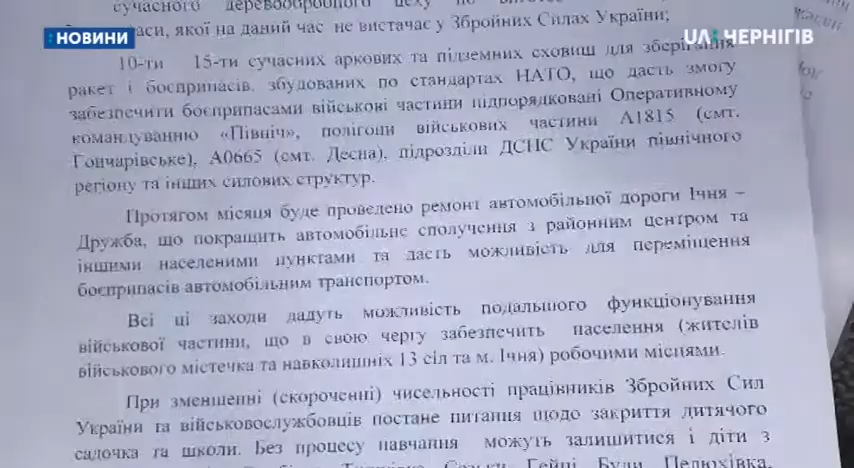 сучасного деревообробного цеху по
НОВИНИ
UA: ЧЕРНІГІВ
якої на даний час не вистачає у Збройних Силах України;
10-ти 15-ти сучасних аркових та підземних сховищ для зберігання
ракет і боєприпасів, збудованих по стандартах НАТО, що дасть змогу
забезпечити боєприпасами військові частини підпорядковані Оперативному
командуванню «Північ», полігони військових частини А1815 (смт.
Гончарівське), А0665 (смт. Десна), підрозділи ДСНС України північного
регіону та інших силових структур.
Протягом місяця буде проведено ремонт автомобільної дороги Ічня –
Дружба, що покращить автомобільне сполучення з районним центром та
іншими населеними пунктами та дасть можливість для переміщення
боєприпасів автомобільним транспортом.
Всі ці заходи дадуть можливість подальшого функціонування
військової частини, що в свою чергу забезпечить населення (жителів
військового містечка та навколишніх 13 сіл та м. Ічня) робочими місцями.
При зменшенні (скороченні) чисельності працівників Збройних Сил
України та військовослужбовців постане питання щодо закриття дитячого
садочка та школи. Без процесу навчання можуть залишитися і діти з
Гейці, Буди, Пелюхівка,